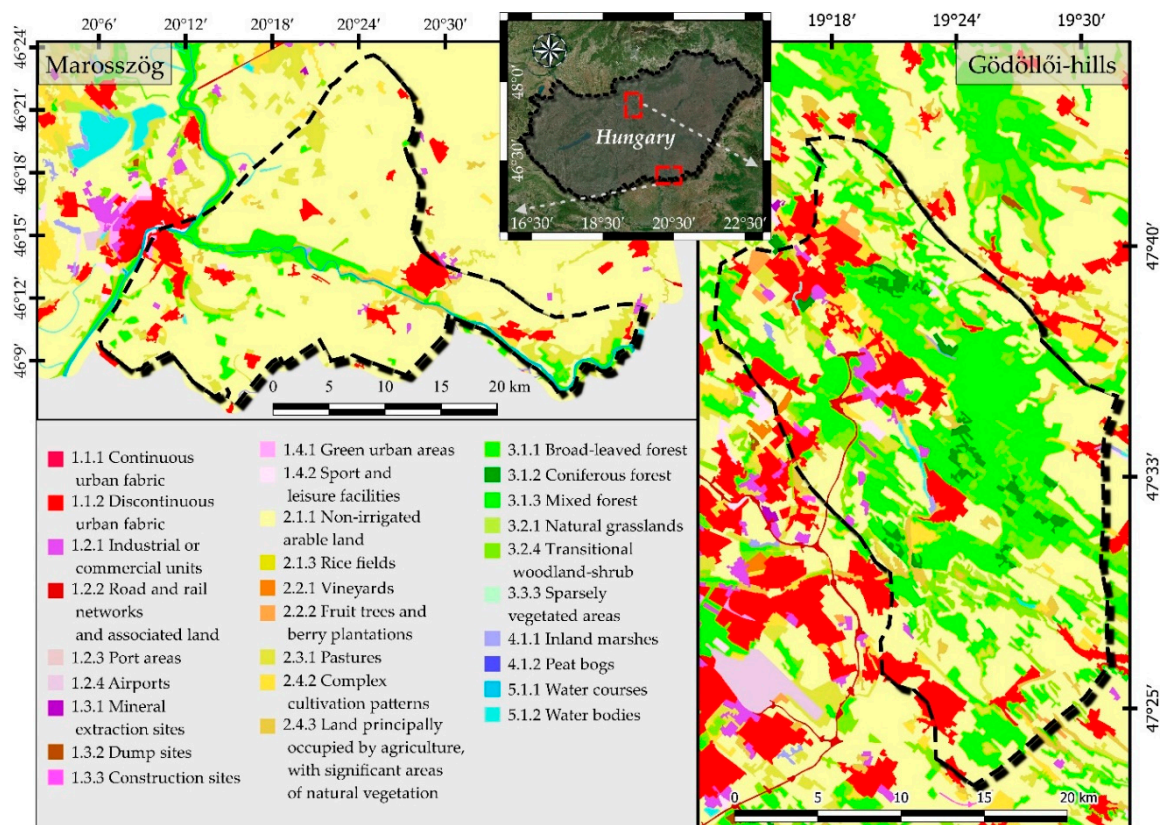 20°6′ 20°12′ 20°18′ 20°24′ 20°30′
Marosszög
46°24′
46°21′
46°18′
46°15′
46°12′
46°9′
0 5 10 15 20 km
48°0′
46°30′
Hungary
16°30′ 18°30′ 20°30′ 22°30′
19°18′ 19°24′ 19°30′
Gödöllői-hills
47°40′
47°33′
47°25′
0 5 10 15 20 km
1.1.1 Continuous
urban fabric
1.1.2 Discontinuous
urban fabric
1.2.1 Industrial or
commercial units
1.2.2 Road and rail
networks
and associated land
1.2.3 Port areas
1.2.4 Airports
1.3.1 Mineral
extraction sites
1.3.2 Dump sites
1.3.3 Construction sites
1.4.1 Green urban areas
1.4.2 Sport and
leisure facilities
2.1.1 Non-irrigated
arable land
2.1.3 Rice fields
2.2.1 Vineyards
2.2.2 Fruit trees and
berry plantations
2.3.1 Pastures
2.4.2 Complex
cultivation patterns
2.4.3 Land principally
occupied by agriculture,
with significant areas
of natural vegetation
3.1.1 Broad-leaved forest
3.1.2 Coniferous forest
3.1.3 Mixed forest
3.2.1 Natural grasslands
3.2.4 Transitional
woodland-shrub
3.3.3 Sparsely
vegetated areas
4.1.1 Inland marshes
4.1.2 Peat bogs
5.1.1 Water courses
5.1.2 Water bodies